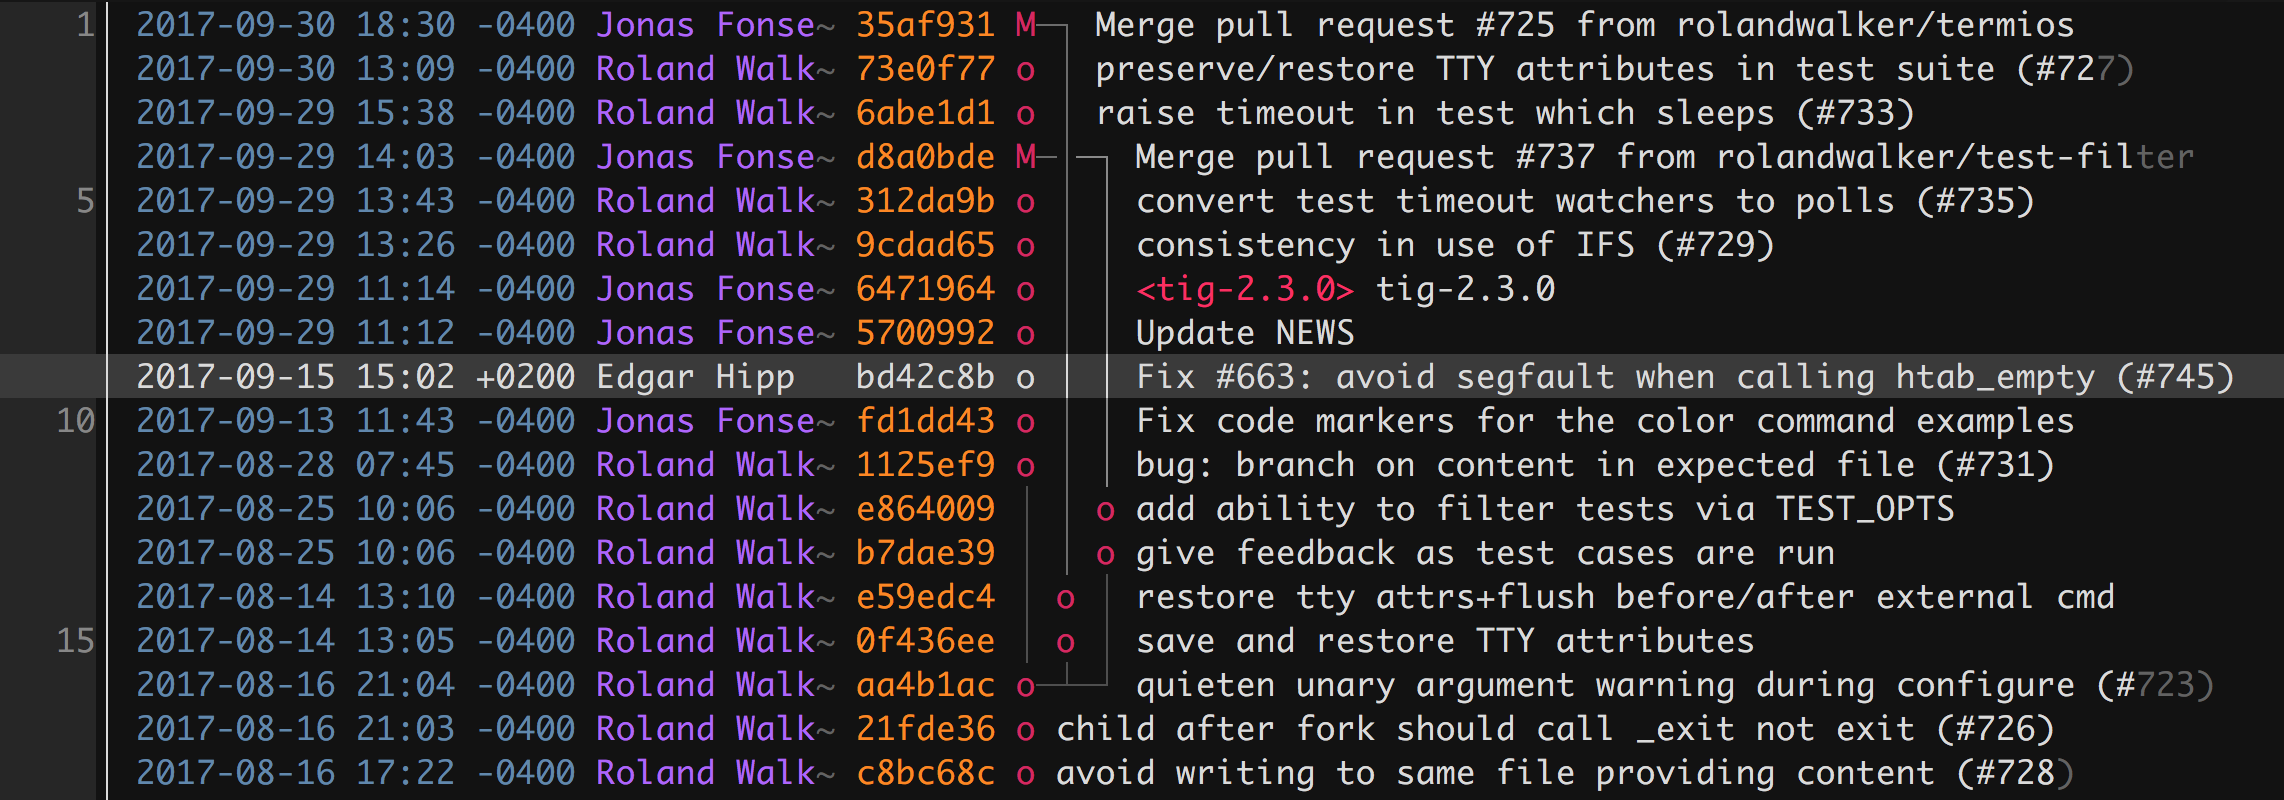 1 2017-09-30 18:30 -0400 Jonas Fonse~ 35af931 M Merge pull request #725 from rolandwalker/termios
2017-09-30 13:09 -0400 Roland Walk~ 73e0f77 o preserve/restore TTY attributes in test suite (#727)
2017-09-29 15:38 -0400 Roland Walk~ 6abe1d1 o raise timeout in test which sleeps (#733)
2017-09-29 14:03 -0400 Jonas Fonse~ d8a0bde M Merge pull request #737 from rolandwalker/test-filter
5 2017-09-29 13:43 -0400 Roland Walk~ 312da9b o convert test timeout watchers to polls (#735)
2017-09-29 13:26 -0400 Roland Walk~ 9cdad65 o consistency in use of IFS (#729)
2017-09-29 11:14 -0400 Jonas Fonse~ 6471964 o <tig-2.3.0> tig-2.3.0
2017-09-29 11:12 -0400 Jonas Fonse~ 5700992 o Update NEWS
2017-09-15 15:02 +0200 Edgar Hipp bd42c8b o Fix #663: avoid segfault when calling htab_empty (#745)
10 2017-09-13 11:43 -0400 Jonas Fonse~ fd1dd43 o Fix code markers for the color command examples
2017-08-28 07:45 -0400 Roland Walk~ 1125ef9 o bug: branch on content in expected file (#731)
2017-08-25 10:06 -0400 Roland Walk~ e864009 o add ability to filter tests via TEST_OPTS
2017-08-25 10:06 -0400 Roland Walk~ b7dae39 o give feedback as test cases are run
2017-08-14 13:10 -0400 Roland Walk~ e59edc4 o restore tty attrs+flush before/after external cmd
15 2017-08-14 13:05 -0400 Roland Walk~ 0f436ee o save and restore TTY attributes
2017-08-16 21:04 -0400 Roland Walk~ aa4b1ac o quieten unary argument warning during configure (#723)
2017-08-16 21:03 -0400 Roland Walk~ 21fde36 o child after fork should call _exit not exit (#726)
2017-08-16 17:22 -0400 Roland Walk~ c8bc68c o avoid writing to same file providing content (#728)